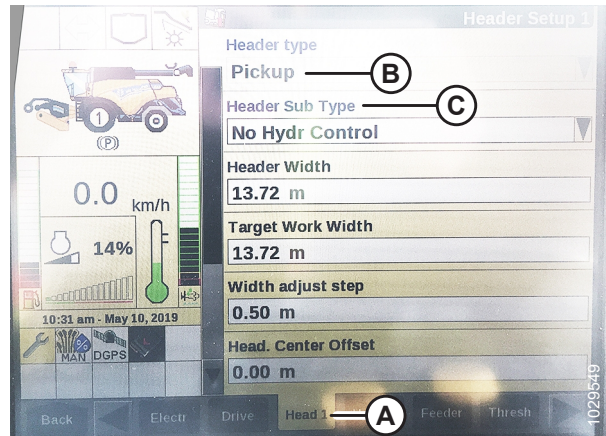 Header Setup 1
Header type
Pickup
B
Header Sub Type
C
No Hydr Control
Header Width
13.72 m
Target Work Width
13.72 m
Width adjust step
0.50 m
Head. Center Offset
0.00 m
1
(P)
0.0 km/h
14%
10:31 am - May 10, 2019
MAN
DGPS
Back
Electr
Drive
Head 1
A
Feeder
Thresh
1029549